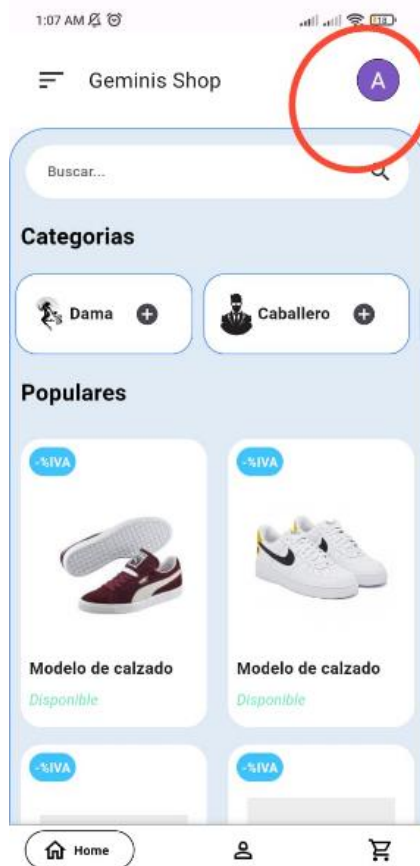 1:07 AM
Geminis Shop
A
Buscar...
Categorias
Dama
Caballero
Populares
-%IVA
-%IVA
Modelo de calzado
Modelo de calzado
Disponible
Disponible
-%IVA
-%IVA
Home